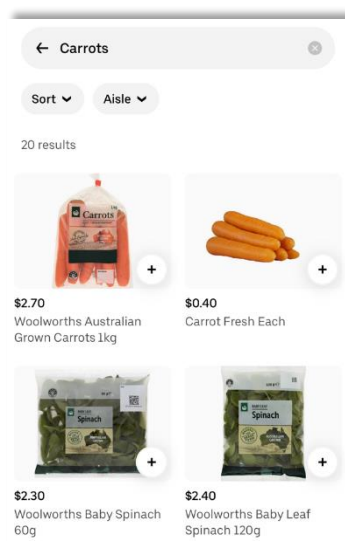 Carrots
Sort
Aisle
20 results
Carrots
$2.70
Woolworths Australian
Grown Carrots 1kg
$0.40
Carrot Fresh Each
Spinach
$2.30
Woolworths Baby Spinach
60g
Spinach
$2.40
Woolworths Baby Leaf
Spinach 120g